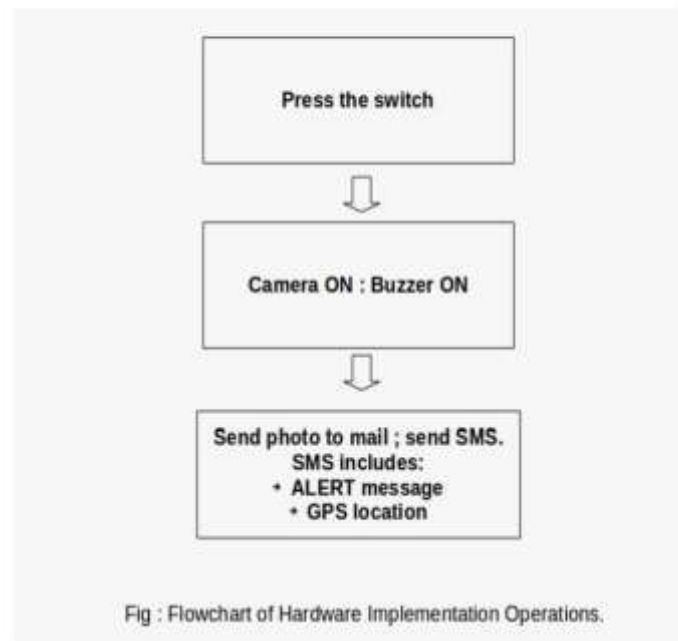 Press the switch
Camera ON : Buzzer ON
Send photo to mail ; send SMS.
SMS includes:
+ ALERT message
+ GPS location
Fig : Flowchart of Hardware Implementation Operations.